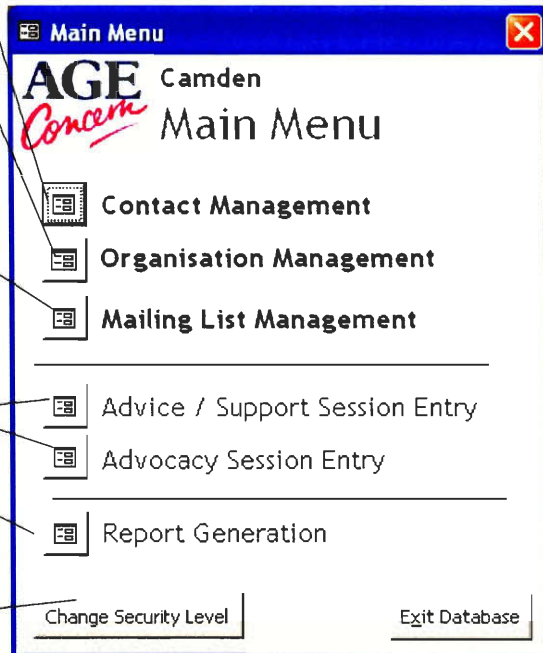 Main Menu
AGE Camden
Concern Main Menu
Contact Management
Organisation Management
Mailing List Management
Advice / Support Session Entry
Advocacy Session Entry
Report Generation
Change Security Level Exit Database